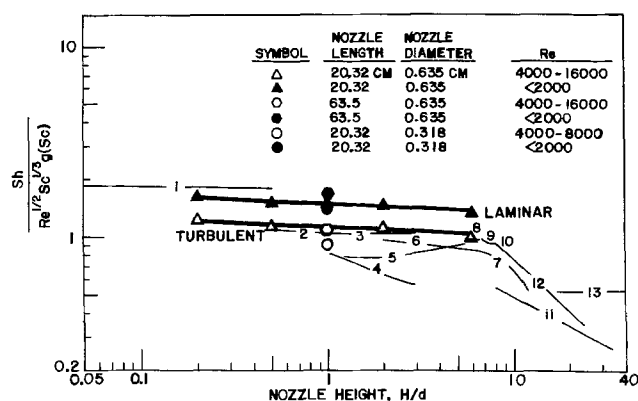 10
NOZZLE NOZZLE
SYMBOL LENGTH DIAMETER Re
20.32 CM 0.635 CM 4000-16000
20.32 0.635 <2000
63.5 0.635 4000-16000
63.5 0.635 <2000
20.32 0.318 4000-8000
20.32 0.318 <2000
Sh
Re^1/2 Sc^1/3 g(Sc)
1
LAMINAR
TURBULENT 2 3 6 8 9 10
1
5 7
4 12 13
11
0.2
0.05 0.1 1 10 40
NOZZLE HEIGHT, H/d